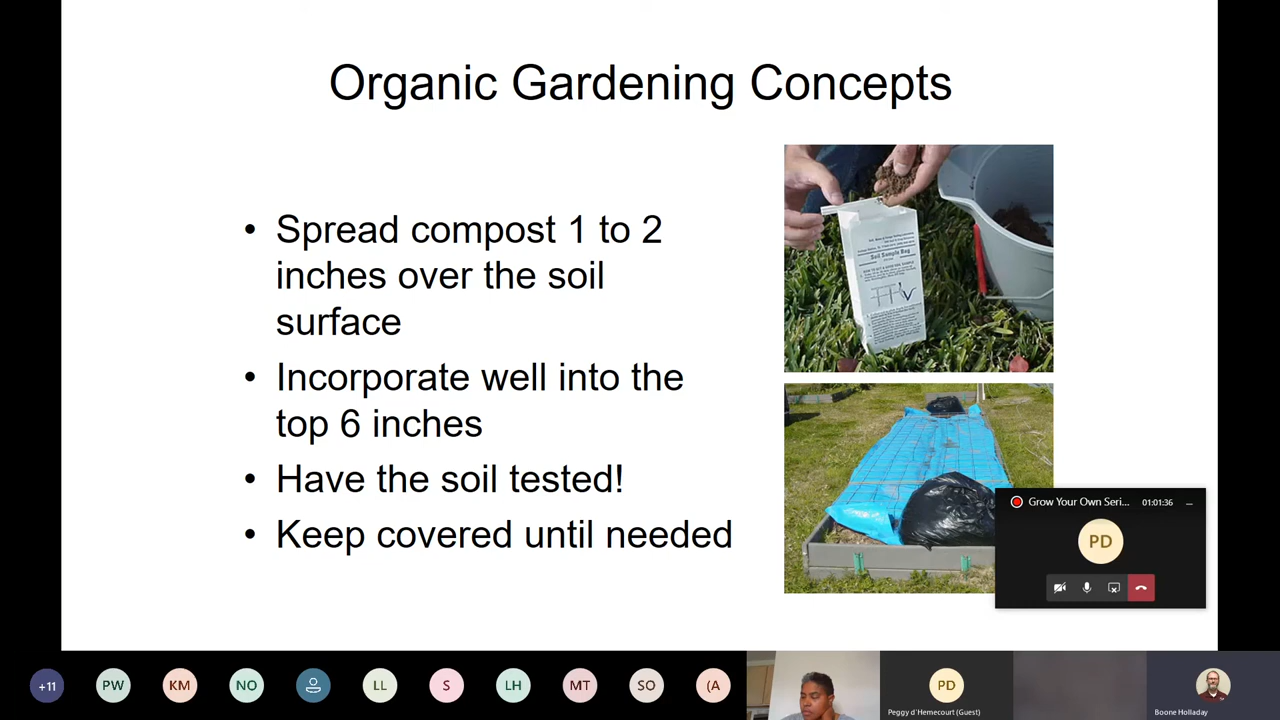 Organic Gardening Concepts
• Spread compost 1 to 2
inches over the soil
surface
• Incorporate well into the
top 6 inches
• Have the soil tested!
• Keep covered until needed
Soil Sample Bag
Grow Your Own Seri... 01:01:36
PD
+11 PW KM NO LL S LH MT SO (A PD
Peggy d'Hemecourt (Guest) Boone Holladay